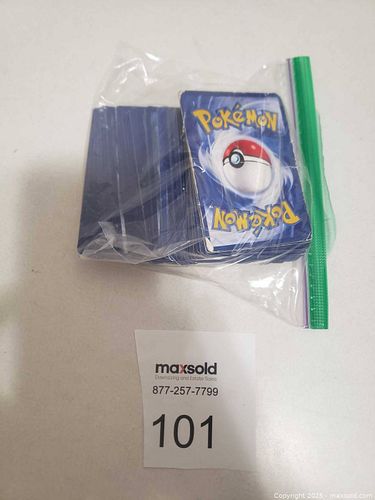 POKéMON
POKéMON
maxsold
Downsizing and Estate Sales
877-257-7799
101
Copyright 2025 - maxsold.com